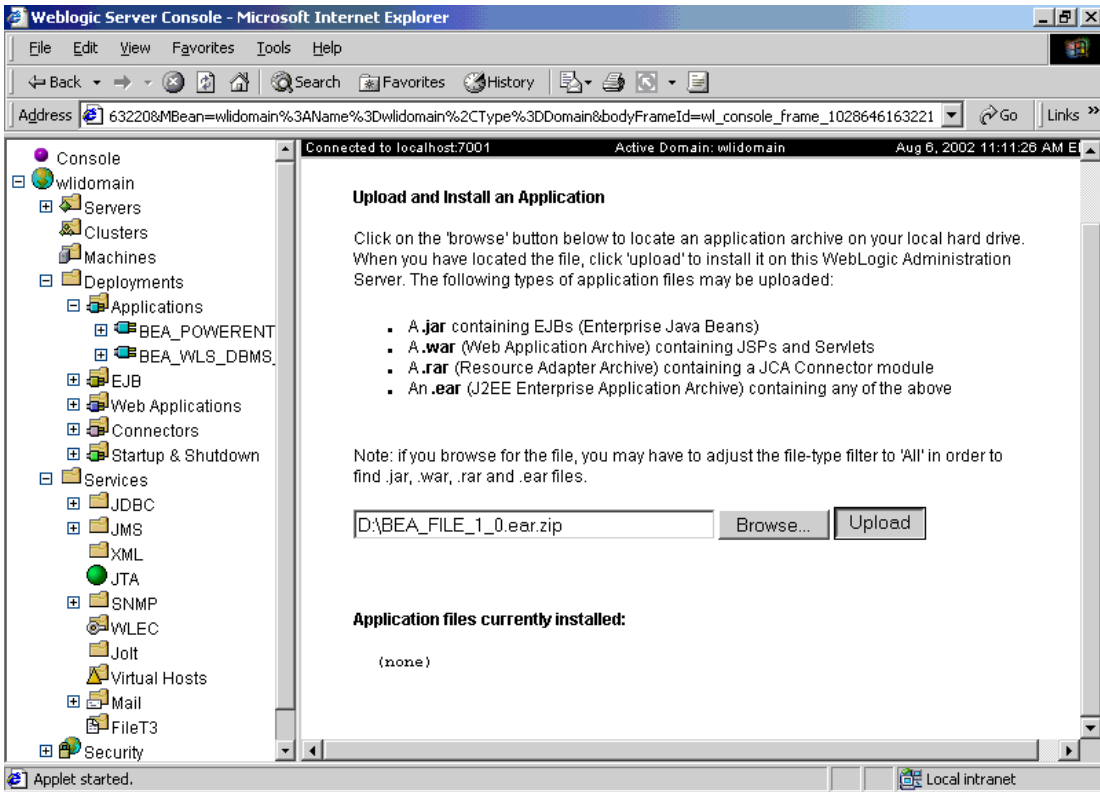 Weblogic Server Console - Microsoft Internet Explorer
File Edit View Favorites Tools Help
Back Search Favorites History
Address 63220&MBean=wlidomain%3AName%3Dwlidomain%2CType%3DDomain&bodyFrameId=wl_console_frame_1028646163221 Go Links »
Console
wlidomain
Servers
Clusters
Machines
Deployments
Applications
BEA_POWERENT
BEA_WLS_DBMS_
EJB
Web Applications
Connectors
Startup & Shutdown
Services
JDBC
JMS
XML
JTA
SNMP
WLEC
Jolt
Virtual Hosts
Mail
FileT3
Security
Connected to localhost:7001 Active Domain: wlidomain Aug 6, 2002 11:11:26 AM E
Upload and Install an Application
Click on the 'browse' button below to locate an application archive on your local hard drive.
When you have located the file, click 'upload' to install it on this WebLogic Administration
Server. The following types of application files may be uploaded:
A .jar containing EJBs (Enterprise Java Beans)
A .war (Web Application Archive) containing JSPs and Servlets
A .rar (Resource Adapter Archive) containing a JCA Connector module
An .ear (J2EE Enterprise Application Archive) containing any of the above
Note: if you browse for the file, you may have to adjust the file-type filter to 'All' in order to
find .jar, .war, .rar and .ear files.
D:\BEA_FILE_1_0.ear.zip Browse... Upload
Application files currently installed:
(none)
Applet started. Local intranet